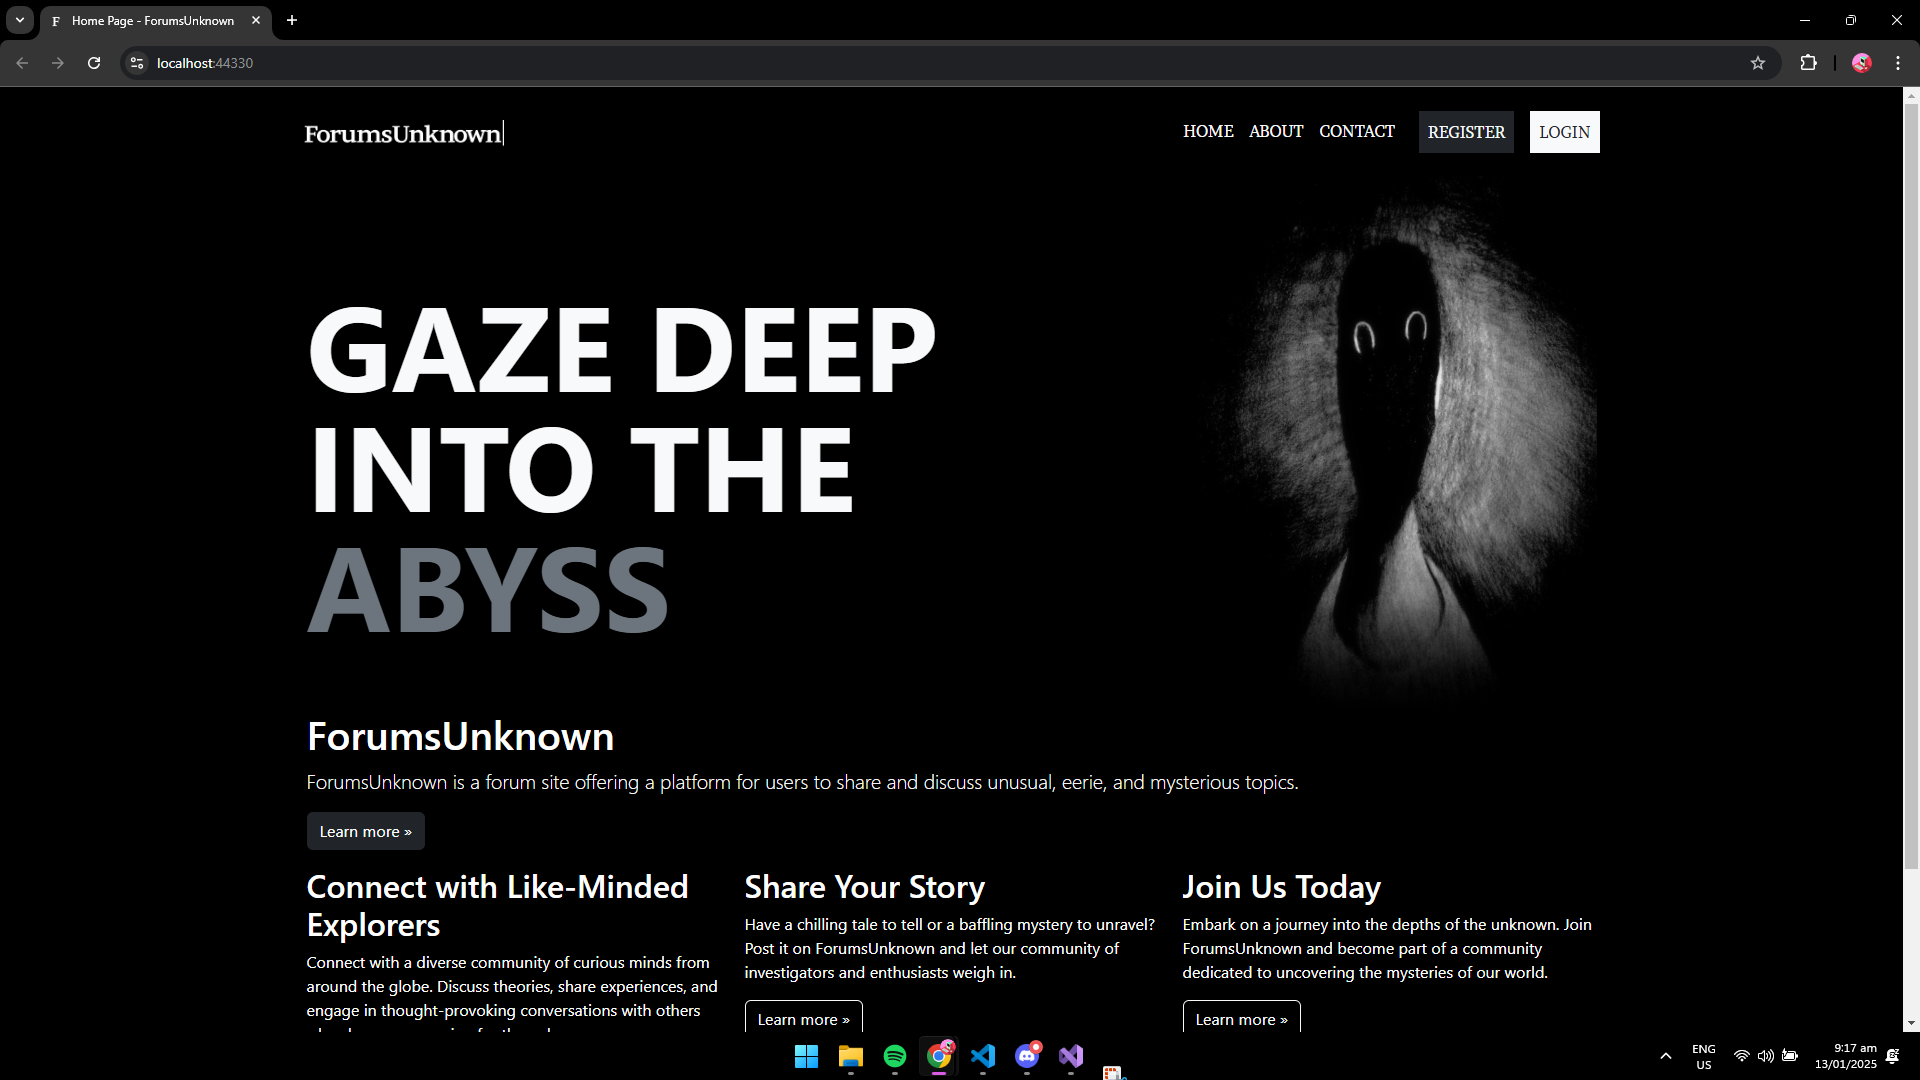 Home Page - ForumsUnknown
localhost:44330
ForumsUnknown
HOME ABOUT CONTACT REGISTER LOGIN
GAZE DEEP
INTO THE
ABYSS
ForumsUnknown
ForumsUnknown is a forum site offering a platform for users to share and discuss unusual, eerie, and mysterious topics.
Learn more »
Connect with Like-Minded
Explorers
Connect with a diverse community of curious minds from
around the globe. Discuss theories, share experiences, and
engage in thought-provoking conversations with others
Share Your Story
Have a chilling tale to tell or a baffling mystery to unravel?
Post it on ForumsUnknown and let our community of
investigators and enthusiasts weigh in.
Learn more »
Join Us Today
Embark on a journey into the depths of the unknown. Join
ForumsUnknown and become part of a community
dedicated to uncovering the mysteries of our world.
Learn more »
ENG
US
9:17 am
13/01/2025